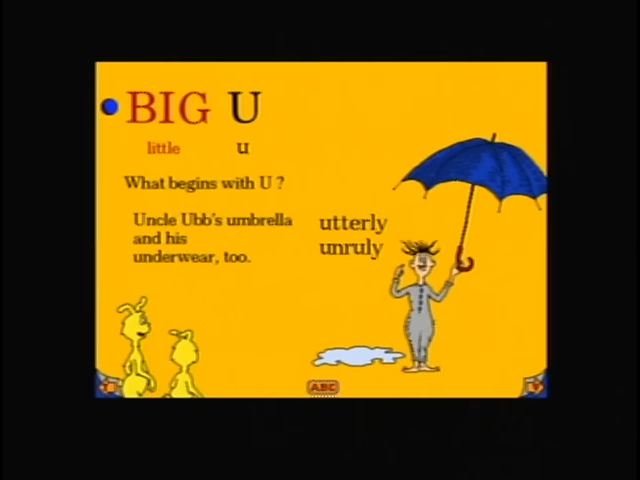 BIG U
little u
What begins with U ?
Uncle Ubb's umbrella
and his
underwear, too.
utterly
unruly
ABC